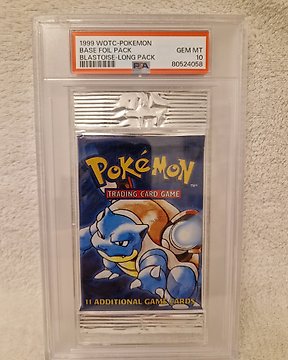 1999 WOTC-POKEMON
BASE FOIL PACK GEM MT
BLASTOISE-LONG PACK 10
PSA 80524058
POKéMON
TRADING CARD GAME
11 ADDITIONAL GAME CARDS